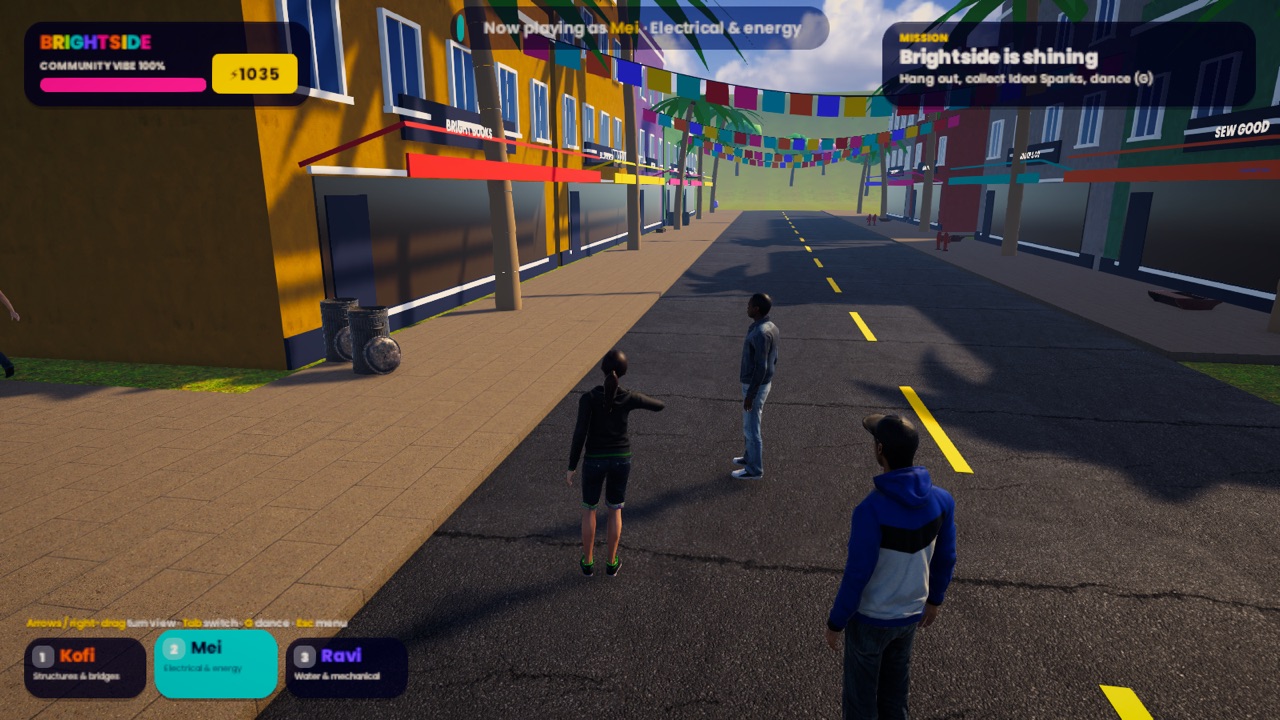 BRIGHTSIDE
COMMUNITY VIBE 100%
⚡1035
Now playing as Mei · Electrical & energy
MISSION
Brightside is shining
Hang out, collect Idea Sparks, dance (G)
BRIGHT BOOKS
SEW GOOD
Arrows / right-drag turn view · Tab switch · G dance · Esc menu
1 Kofi
Structures & bridges
2 Mei
Electrical & energy
3 Ravi
Water & mechanical